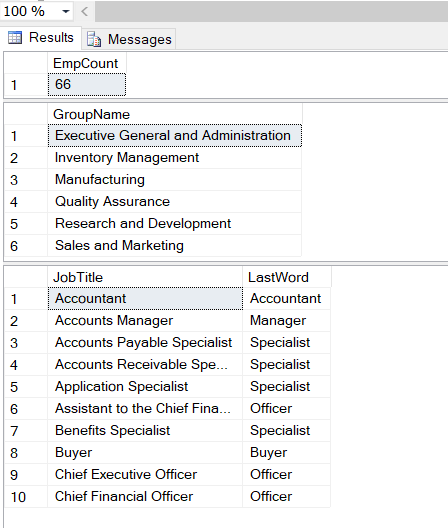 100 %
Results Messages
EmpCount
1 66
GroupName
1 Executive General and Administration
2 Inventory Management
3 Manufacturing
4 Quality Assurance
5 Research and Development
6 Sales and Marketing
JobTitle LastWord
1 Accountant Accountant
2 Accounts Manager Manager
3 Accounts Payable Specialist Specialist
4 Accounts Receivable Spe... Specialist
5 Application Specialist Specialist
6 Assistant to the Chief Fina... Officer
7 Benefits Specialist Specialist
8 Buyer Buyer
9 Chief Executive Officer Officer
10 Chief Financial Officer Officer